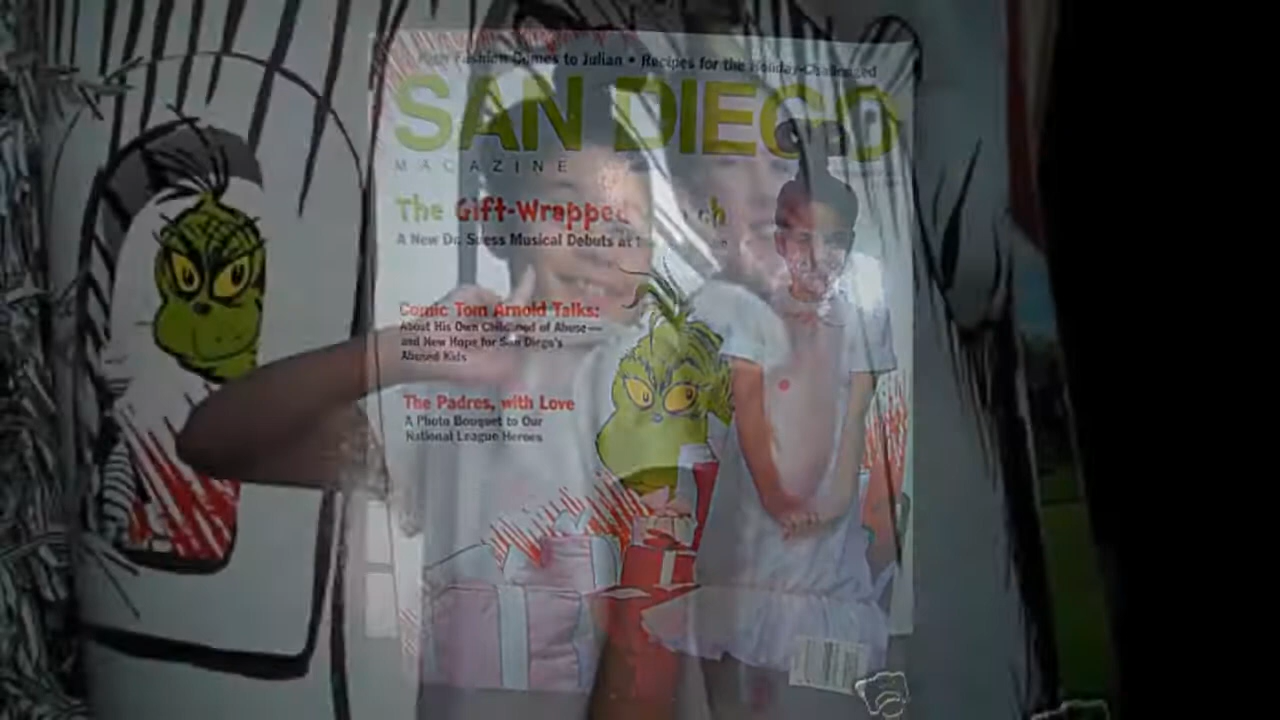 Fashion Comes to Julian • Recipes for the Holiday-Challenged
SAN DIEGO
MAGAZINE
The Gift-Wrapped
A New Dr. Seuss Musical Debuts at
Comic Tom Arnold Talks:
About His Own Childhood of Abuse—
and New Hope for San Diego's
Abused Kids
The Padres, with Love
A Photo Bouquet to Our
National League Heroes